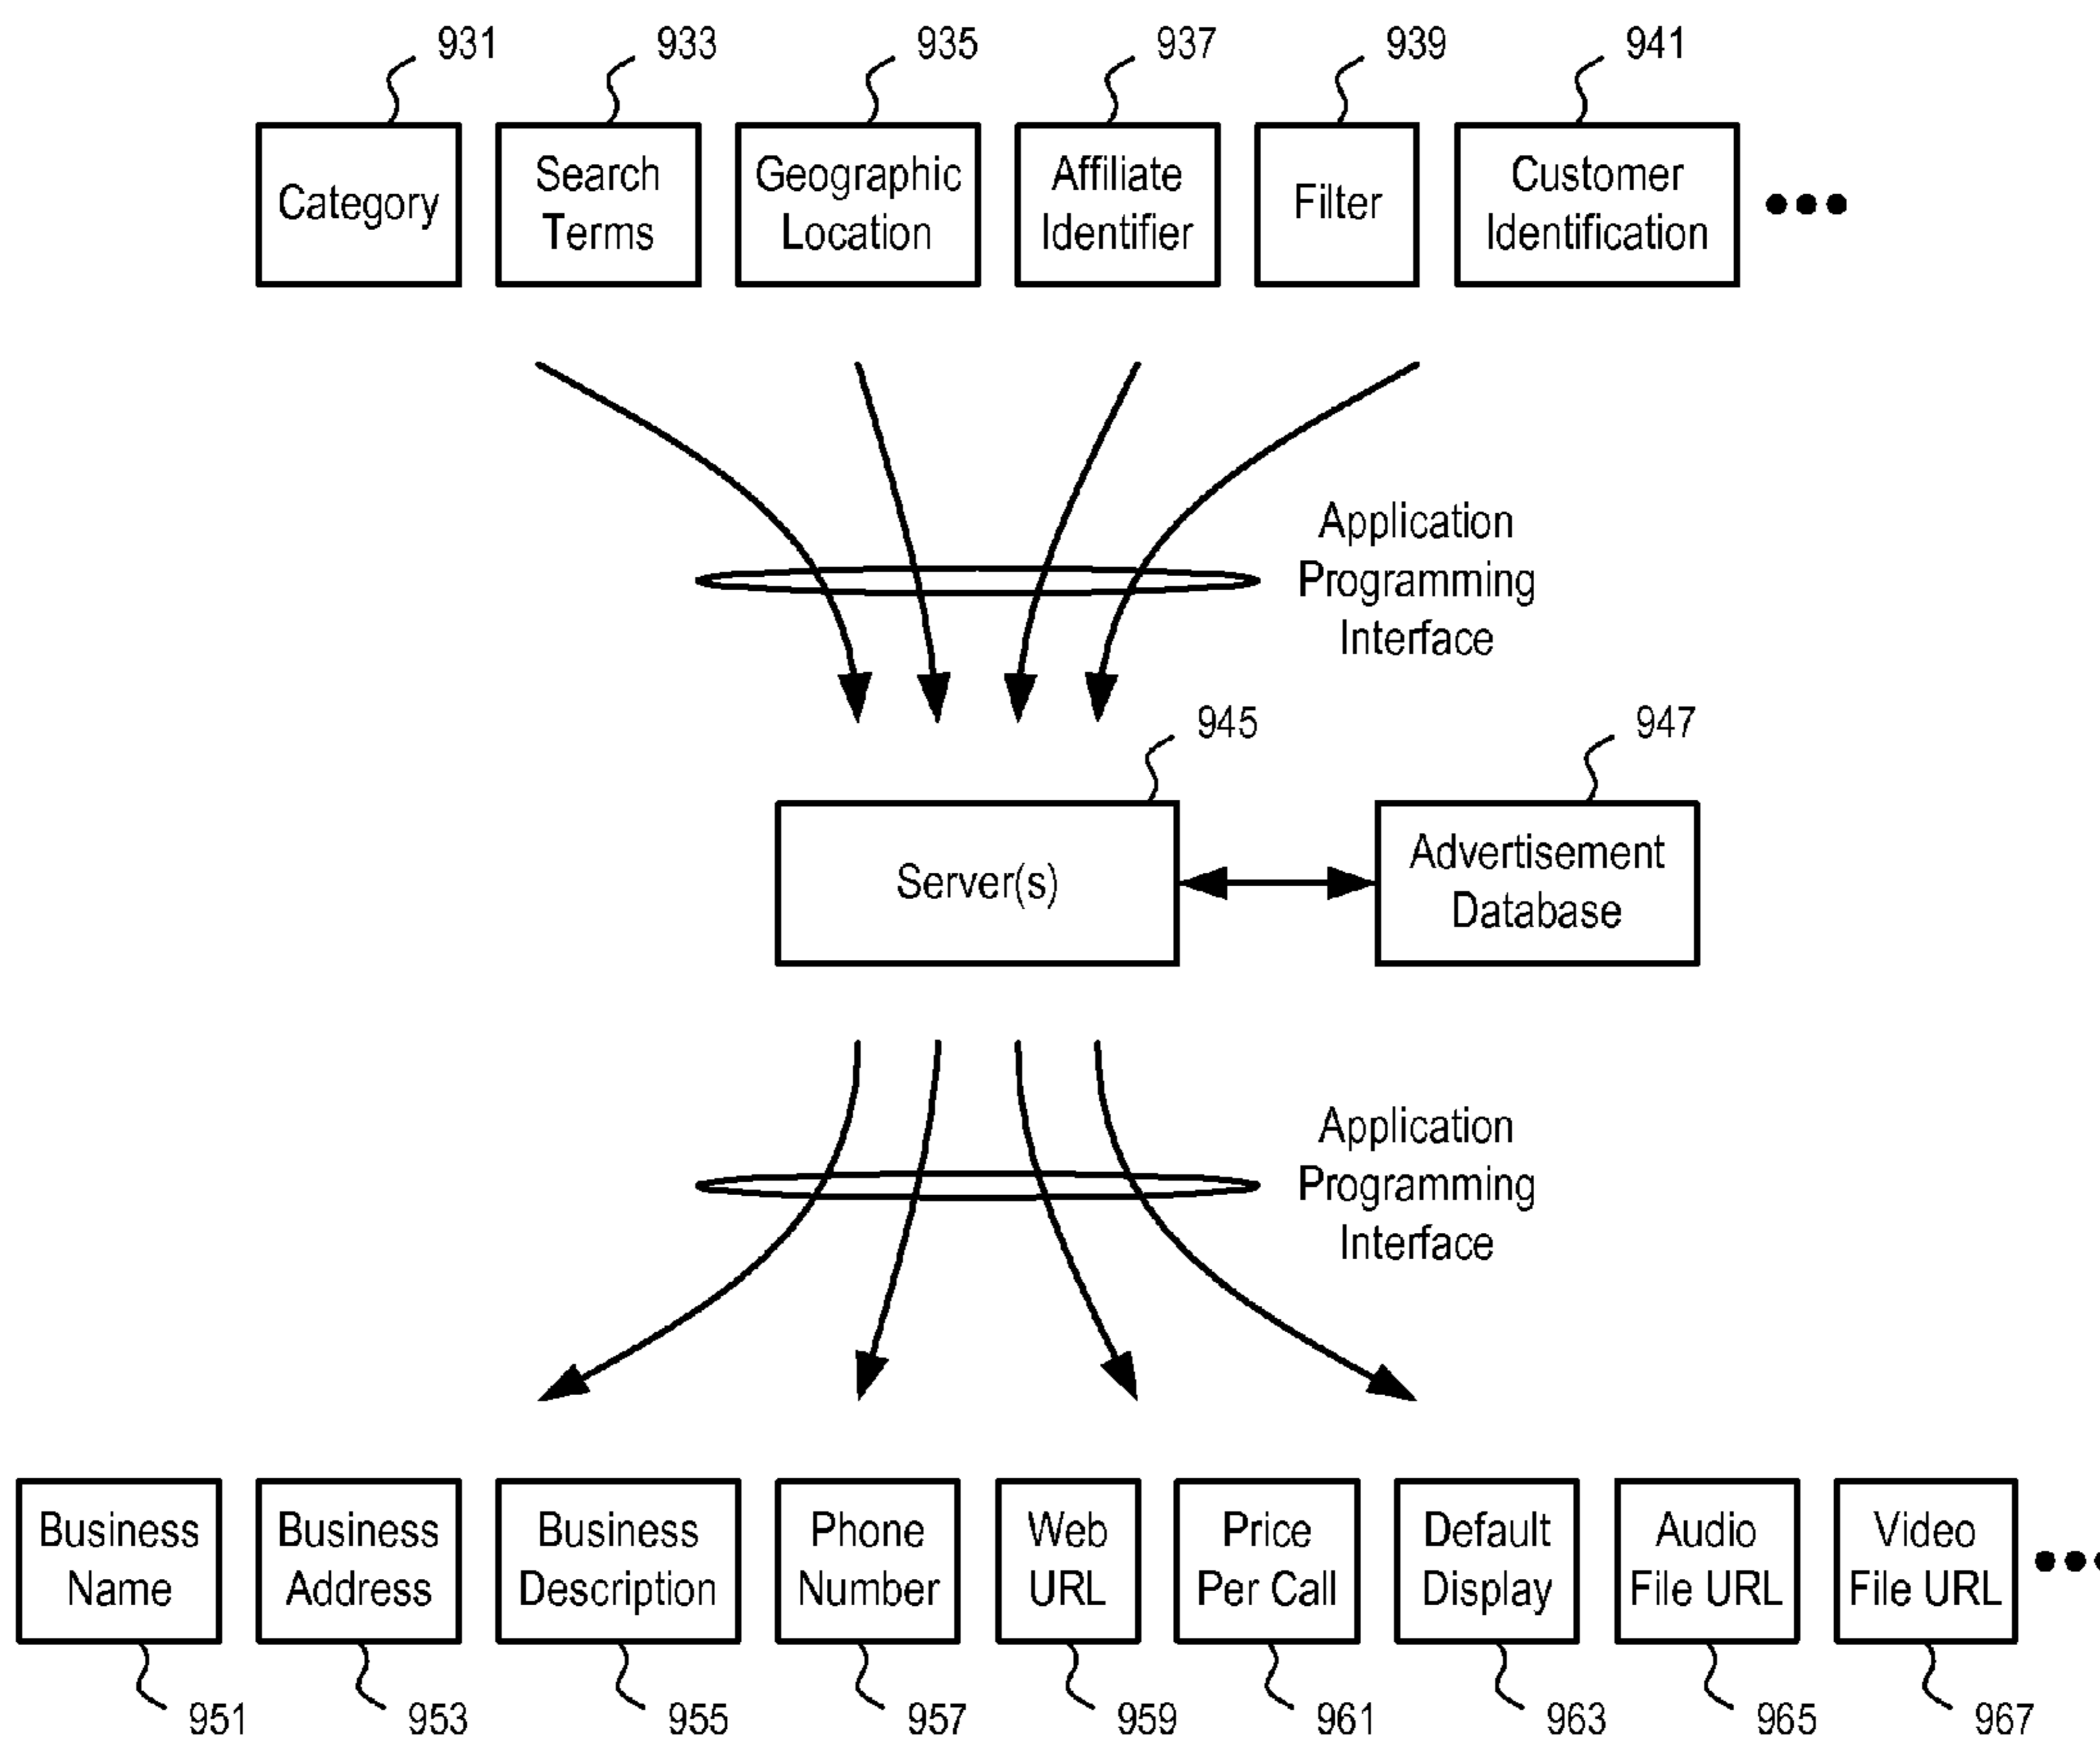 931 933 935 937 939 941
Category
Search
Terms
Geographic
Location
Affiliate
Identifier
Filter
Customer
Identification
Application
Programming
Interface
945 947
Server(s)
Advertisement
Database
Application
Programming
Interface
Business
Name
Business
Address
Business
Description
Phone
Number
Web
URL
Price
Per Call
Default
Display
Audio
File URL
Video
File URL
951 953 955 957 959 961 963 965 967